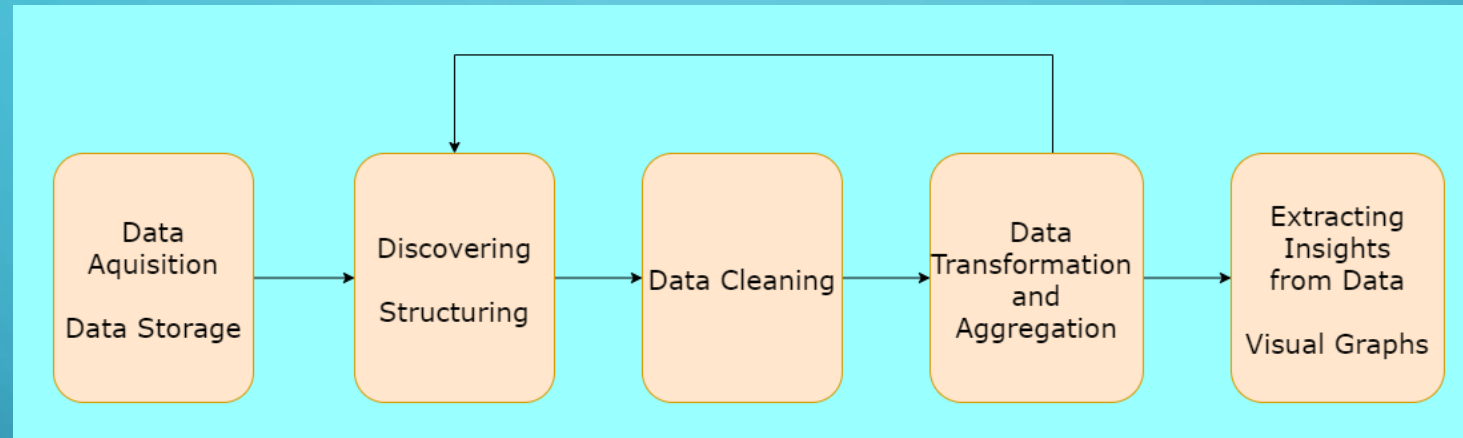 Data
Aquisition
Data Storage
Discovering
Structuring
Data Cleaning
Data
Transformation
and
Aggregation
Extracting
Insights
from Data
Visual Graphs